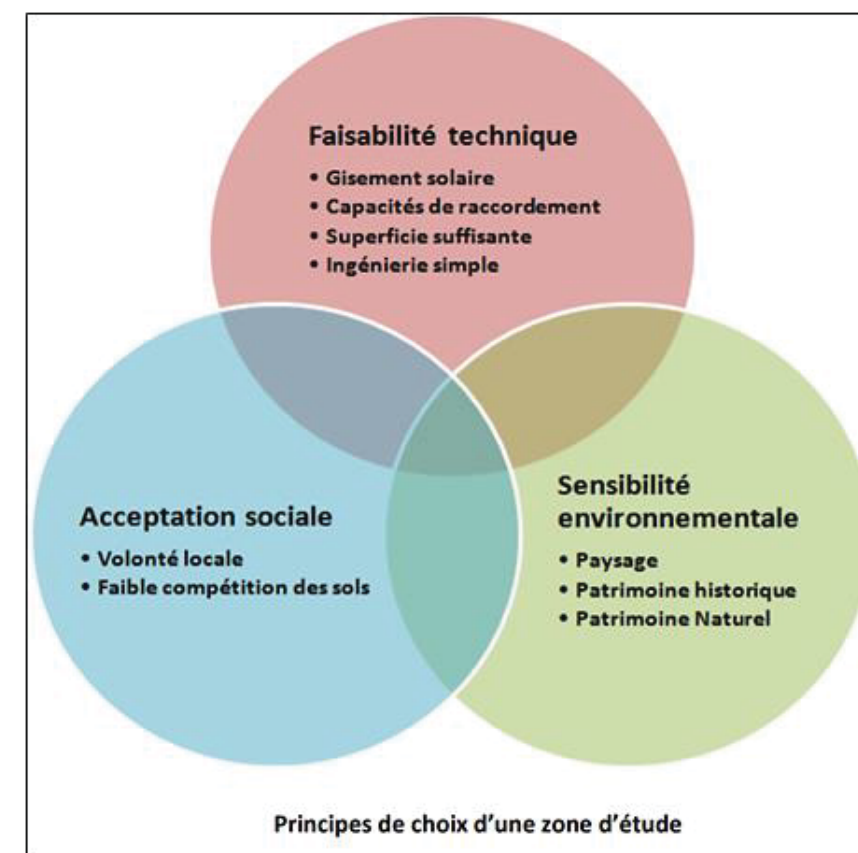 Faisabilité technique
• Gisement solaire
• Capacités de raccordement
• Superficie suffisante
• Ingénierie simple
Acceptation sociale
• Volonté locale
• Faible compétition des sols
Sensibilité
environnementale
• Paysage
• Patrimoine historique
• Patrimoine Naturel
Principes de choix d'une zone d'étude